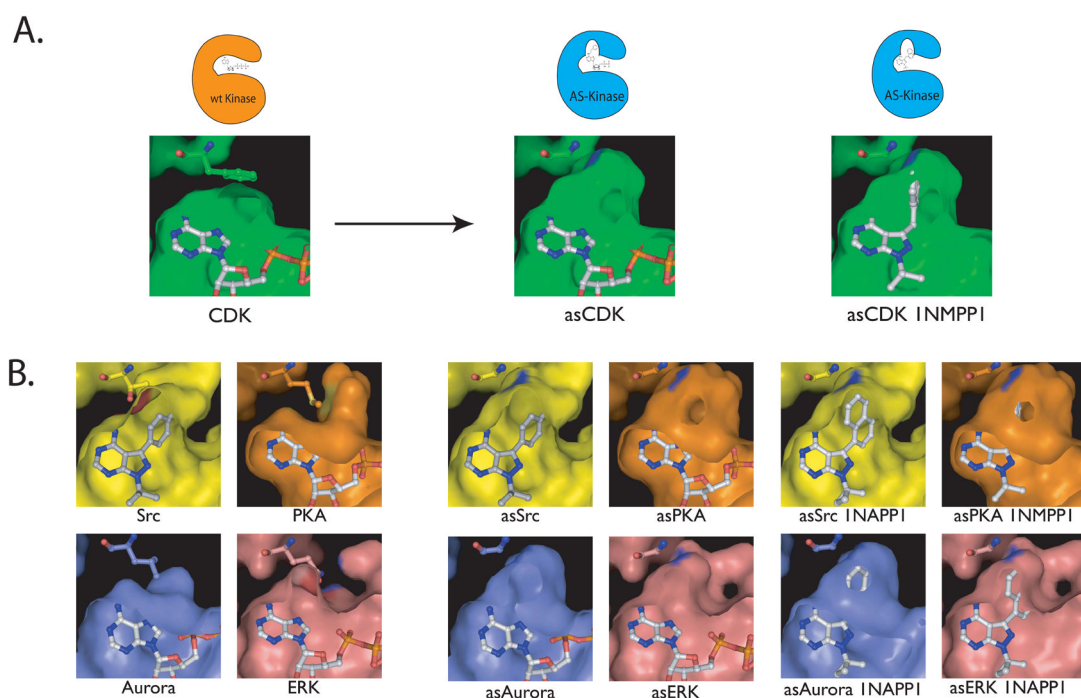 A.
wt Kinase
AS-Kinase
AS-Kinase
CDK
asCDK
asCDK 1NMPP1
B.
Src
PKA
asSrc
asPKA
asSrc 1NAPP1
asPKA 1NMPP1
Aurora
ERK
asAurora
asERK
asAurora 1NAPP1
asERK 1NAPP1